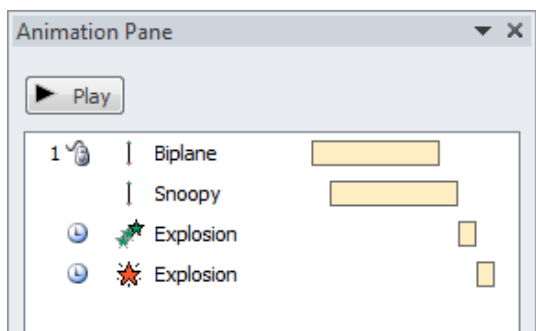 Animation Pane
Play
1 Biplane
Snoopy
Explosion
Explosion